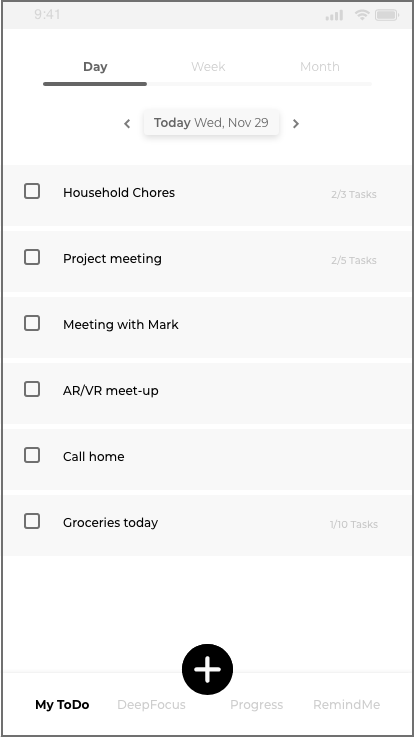 9:41
Day Week Month
Today Wed, Nov 29
Household Chores 2/3 Tasks
Project meeting 2/5 Tasks
Meeting with Mark
AR/VR meet-up
Call home
Groceries today 1/10 Tasks
My ToDo DeepFocus Progress RemindMe